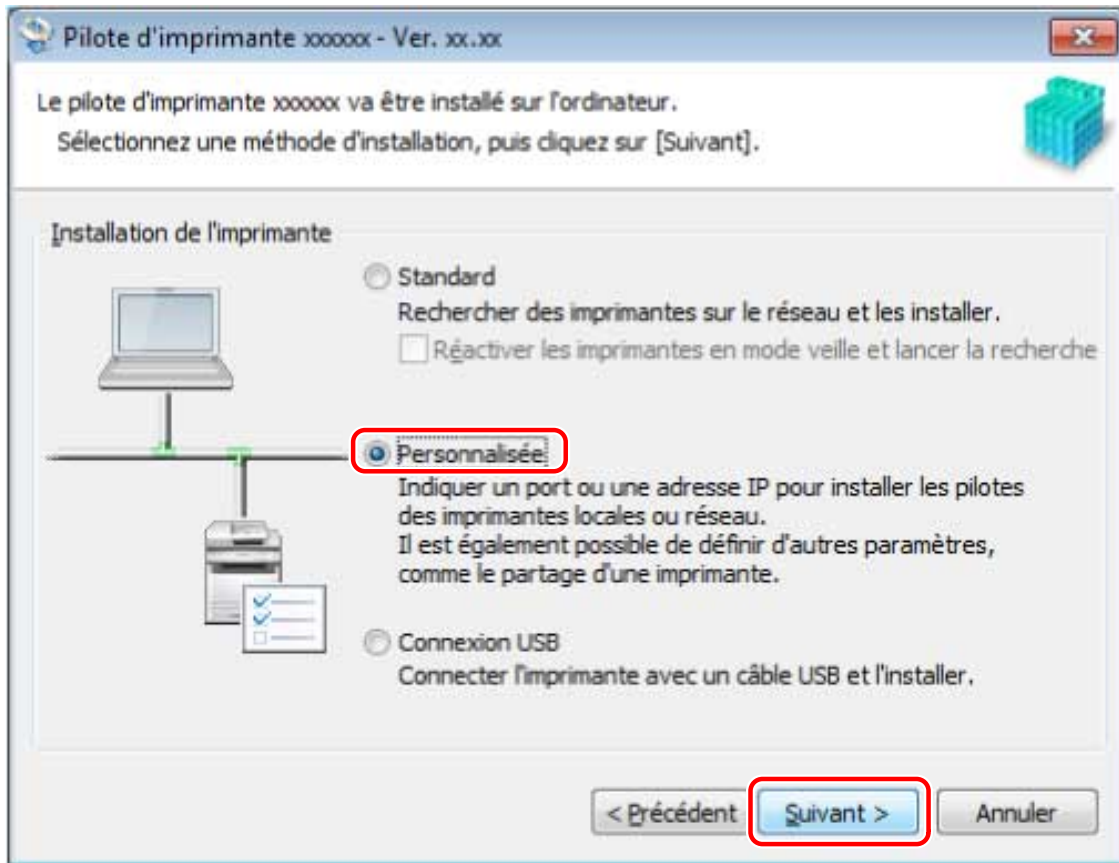 Pilote d'imprimante xxxxxx - Ver. xx.xx
Le pilote d'imprimante xxxxxx va être installé sur l'ordinateur.
Sélectionnez une méthode d'installation, puis cliquez sur [Suivant].
Installation de l'imprimante
Standard
Rechercher des imprimantes sur le réseau et les installer.
Réactiver les imprimantes en mode veille et lancer la recherche
Personnalisée
Indiquer un port ou une adresse IP pour installer les pilotes
des imprimantes locales ou réseau.
Il est également possible de définir d'autres paramètres,
comme le partage d'une imprimante.
Connexion USB
Connecter l'imprimante avec un câble USB et l'installer.
< Précédent Suivant > Annuler